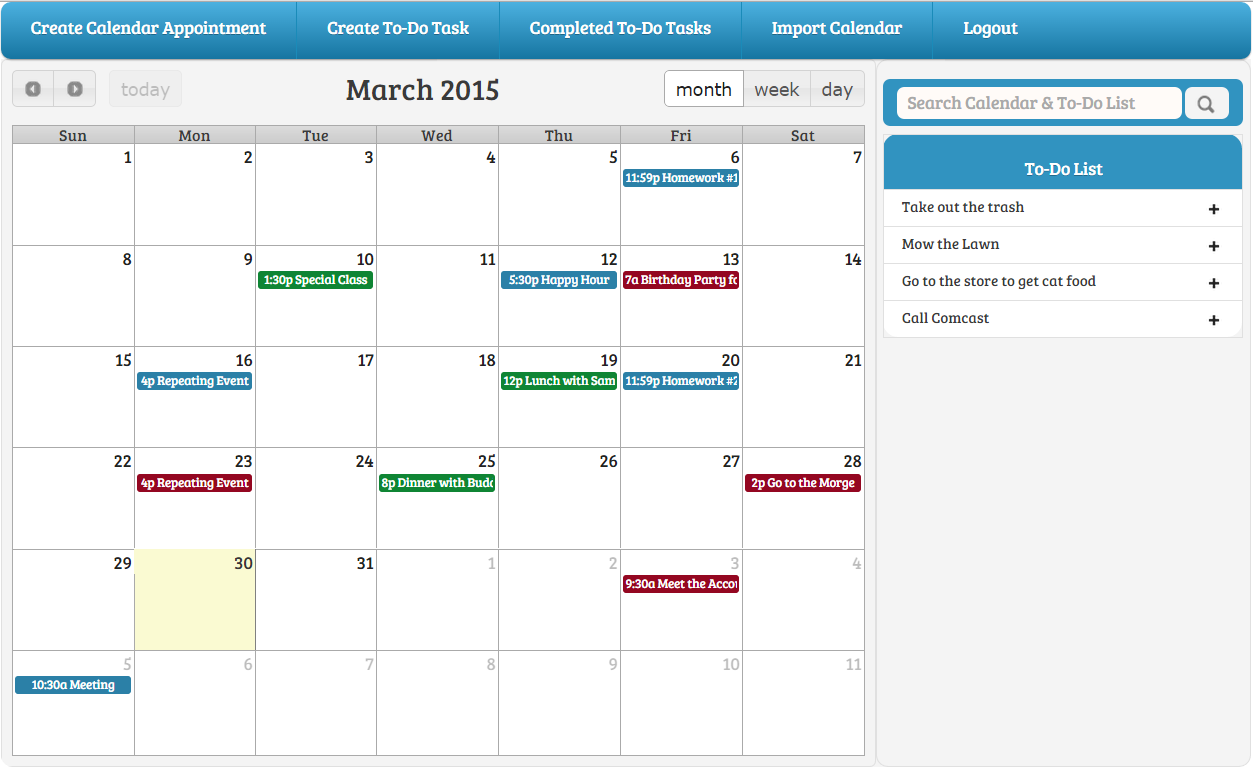 Create Calendar Appointment Create To-Do Task Completed To-Do Tasks Import Calendar Logout
today March 2015 month week day
Search Calendar & To-Do List
Sun Mon Tue Wed Thu Fri Sat
1 2 3 4 5 6 7
11:59p Homework #1
8 9 10 11 12 13 14
1:30p Special Class 5:30p Happy Hour 7a Birthday Party fo
15 16 17 18 19 20 21
4p Repeating Event 12p Lunch with Sam 11:59p Homework #2
22 23 24 25 26 27 28
4p Repeating Event 8p Dinner with Budd 2p Go to the Morge
29 30 31 1 2 3 4
9:30a Meet the Accou
5 6 7 8 9 10 11
10:30a Meeting
To-Do List
Take out the trash +
Mow the Lawn +
Go to the store to get cat food +
Call Comcast +